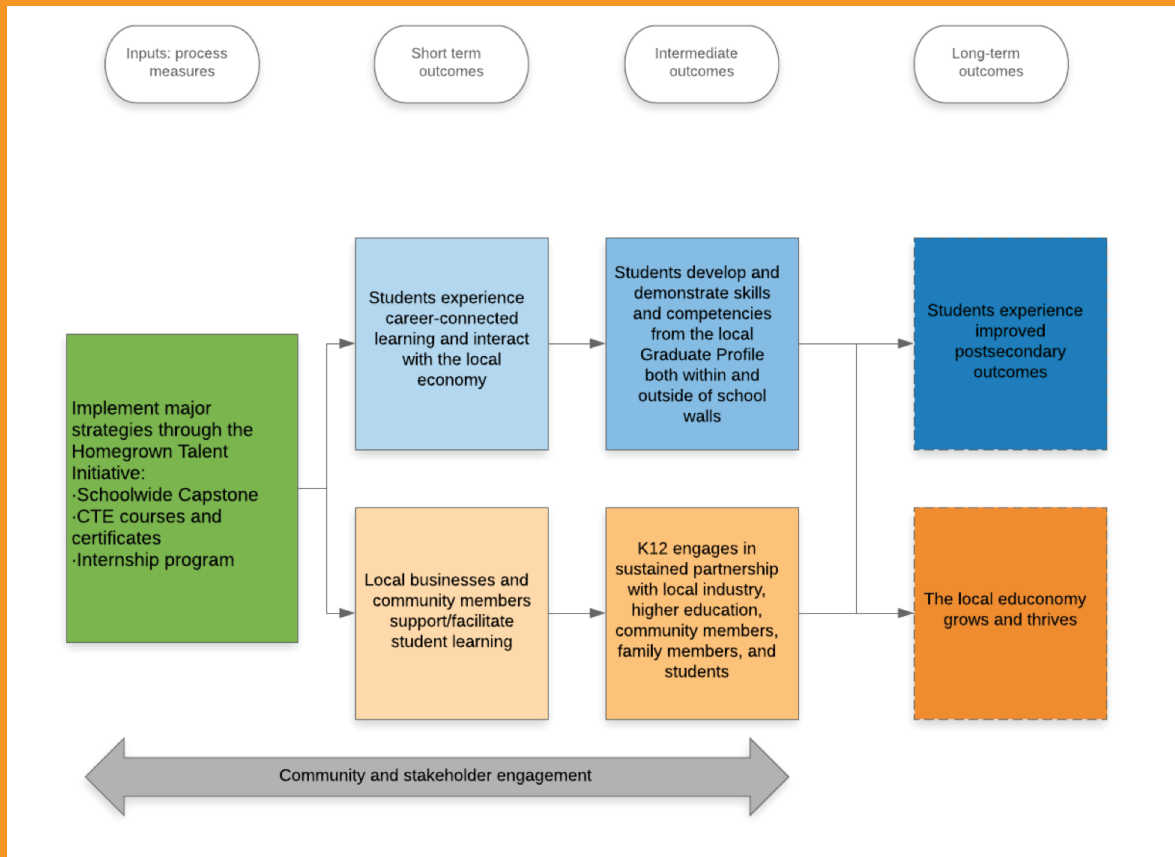 Inputs: process
measures
Short term
outcomes
Intermediate
outcomes
Long-term
outcomes
Implement major
strategies through the
Homegrown Talent
Initiative:
·Schoolwide Capstone
·CTE courses and
certificates
·Internship program
Students experience
career-connected
learning and interact
with the local
economy
Students develop and
demonstrate skills
and competencies
from the local
Graduate Profile
both within and
outside of school
walls
Students experience
improved
postsecondary
outcomes
Local businesses and
community members
support/facilitate
student learning
K12 engages in
sustained partnership
with local industry,
higher education,
community members,
family members, and
students
The local educonomy
grows and thrives
Community and stakeholder engagement